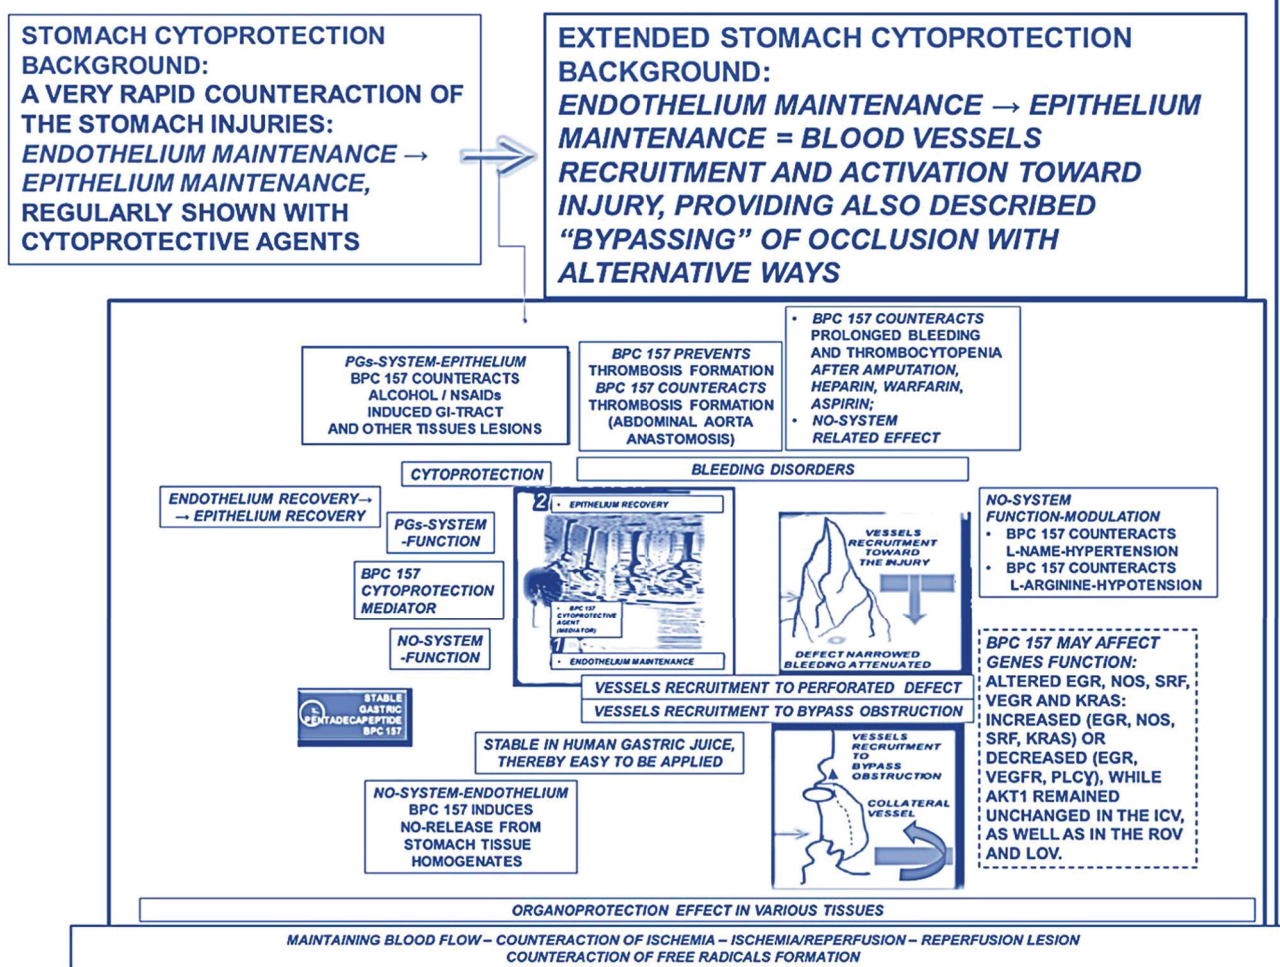 STOMACH CYTOPROTECTION
BACKGROUND:
A VERY RAPID COUNTERACTION OF
THE STOMACH INJURIES:
ENDOTHELIUM MAINTENANCE →
EPITHELIUM MAINTENANCE,
REGULARLY SHOWN WITH
CYTOPROTECTIVE AGENTS
EXTENDED STOMACH CYTOPROTECTION
BACKGROUND:
ENDOTHELIUM MAINTENANCE → EPITHELIUM
MAINTENANCE = BLOOD VESSELS
RECRUITMENT AND ACTIVATION TOWARD
INJURY, PROVIDING ALSO DESCRIBED
“BYPASSING” OF OCCLUSION WITH
ALTERNATIVE WAYS
PGs-SYSTEM-EPITHELIUM
BPC 157 COUNTERACTS
ALCOHOL / NSAIDs
INDUCED GI-TRACT
AND OTHER TISSUES LESIONS
BPC 157 PREVENTS
THROMBOSIS FORMATION
BPC 157 COUNTERACTS
THROMBOSIS FORMATION
(ABDOMINAL AORTA
ANASTOMOSIS)
• BPC 157 COUNTERACTS
PROLONGED BLEEDING
AND THROMBOCYTOPENIA
AFTER AMPUTATION,
HEPARIN, WARFARIN,
ASPIRIN;
• NO-SYSTEM
RELATED EFFECT
CYTOPROTECTION
BLEEDING DISORDERS
ENDOTHELIUM RECOVERY→
→ EPITHELIUM RECOVERY
PGs-SYSTEM
-FUNCTION
BPC 157
CYTOPROTECTION
MEDIATOR
NO-SYSTEM
-FUNCTION
2
• EPITHELIUM RECOVERY
• BPC 157
CYTOPROTECTIVE
AGENT
(MEDIATOR)
1
• ENDOTHELIUM MAINTENANCE
VESSELS
RECRUITMENT
TOWARD
THE INJURY
DEFECT NARROWED
BLEEDING ATTENUATED
NO-SYSTEM
FUNCTION-MODULATION
• BPC 157 COUNTERACTS
L-NAME-HYPERTENSION
• BPC 157 COUNTERACTS
L-ARGININE-HYPOTENSION
VESSELS RECRUITMENT TO PERFORATED DEFECT
VESSELS RECRUITMENT TO BYPASS OBSTRUCTION
STABLE
GASTRIC
PENTADECAPEPTIDE
BPC 157
STABLE IN HUMAN GASTRIC JUICE,
THEREBY EASY TO BE APPLIED
NO-SYSTEM-ENDOTHELIUM
BPC 157 INDUCES
NO-RELEASE FROM
STOMACH TISSUE
HOMOGENATES
VESSELS
RECRUITMENT
TO
BYPASS
OBSTRUCTION
COLLATERAL
VESSEL
BPC 157 MAY AFFECT
GENES FUNCTION:
ALTERED EGR, NOS, SRF,
VEGR AND KRAS:
INCREASED (EGR, NOS,
SRF, KRAS) OR
DECREASED (EGR,
VEGFR, PLCɣ), WHILE
AKT1 REMAINED
UNCHANGED IN THE ICV,
AS WELL AS IN THE ROV
AND LOV.
ORGANOPROTECTION EFFECT IN VARIOUS TISSUES
MAINTAINING BLOOD FLOW – COUNTERACTION OF ISCHEMIA – ISCHEMIA/REPERFUSION – REPERFUSION LESION
COUNTERACTION OF FREE RADICALS FORMATION